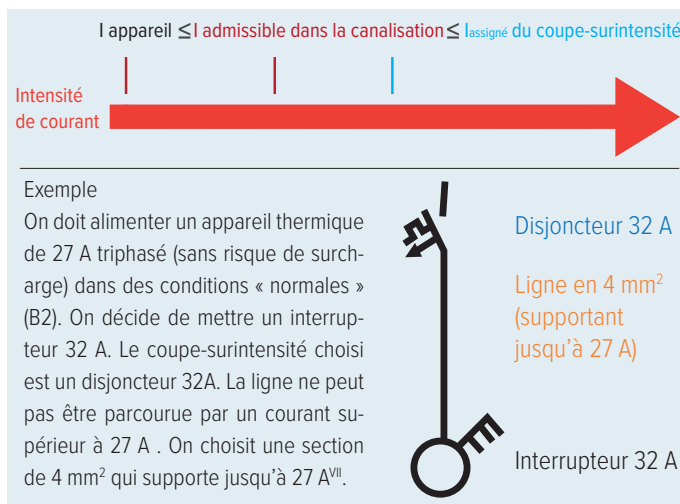 I appareil ≤ I admissible dans la canalisation ≤ Iassigné du coupe-surintensité
Intensité
de courant
Exemple
On doit alimenter un appareil thermique
de 27 A triphasé (sans risque de surch-
arge) dans des conditions « normales »
(B2). On décide de mettre un interrup-
teur 32 A. Le coupe-surintensité choisi
est un disjoncteur 32A. La ligne ne peut
pas être parcourue par un courant su-
périeur à 27 A . On choisit une section
de 4 mm² qui supporte jusqu'à 27 A^VII.
Disjoncteur 32 A
Ligne en 4 mm²
(supportant
jusqu'à 27 A)
Interrupteur 32 A